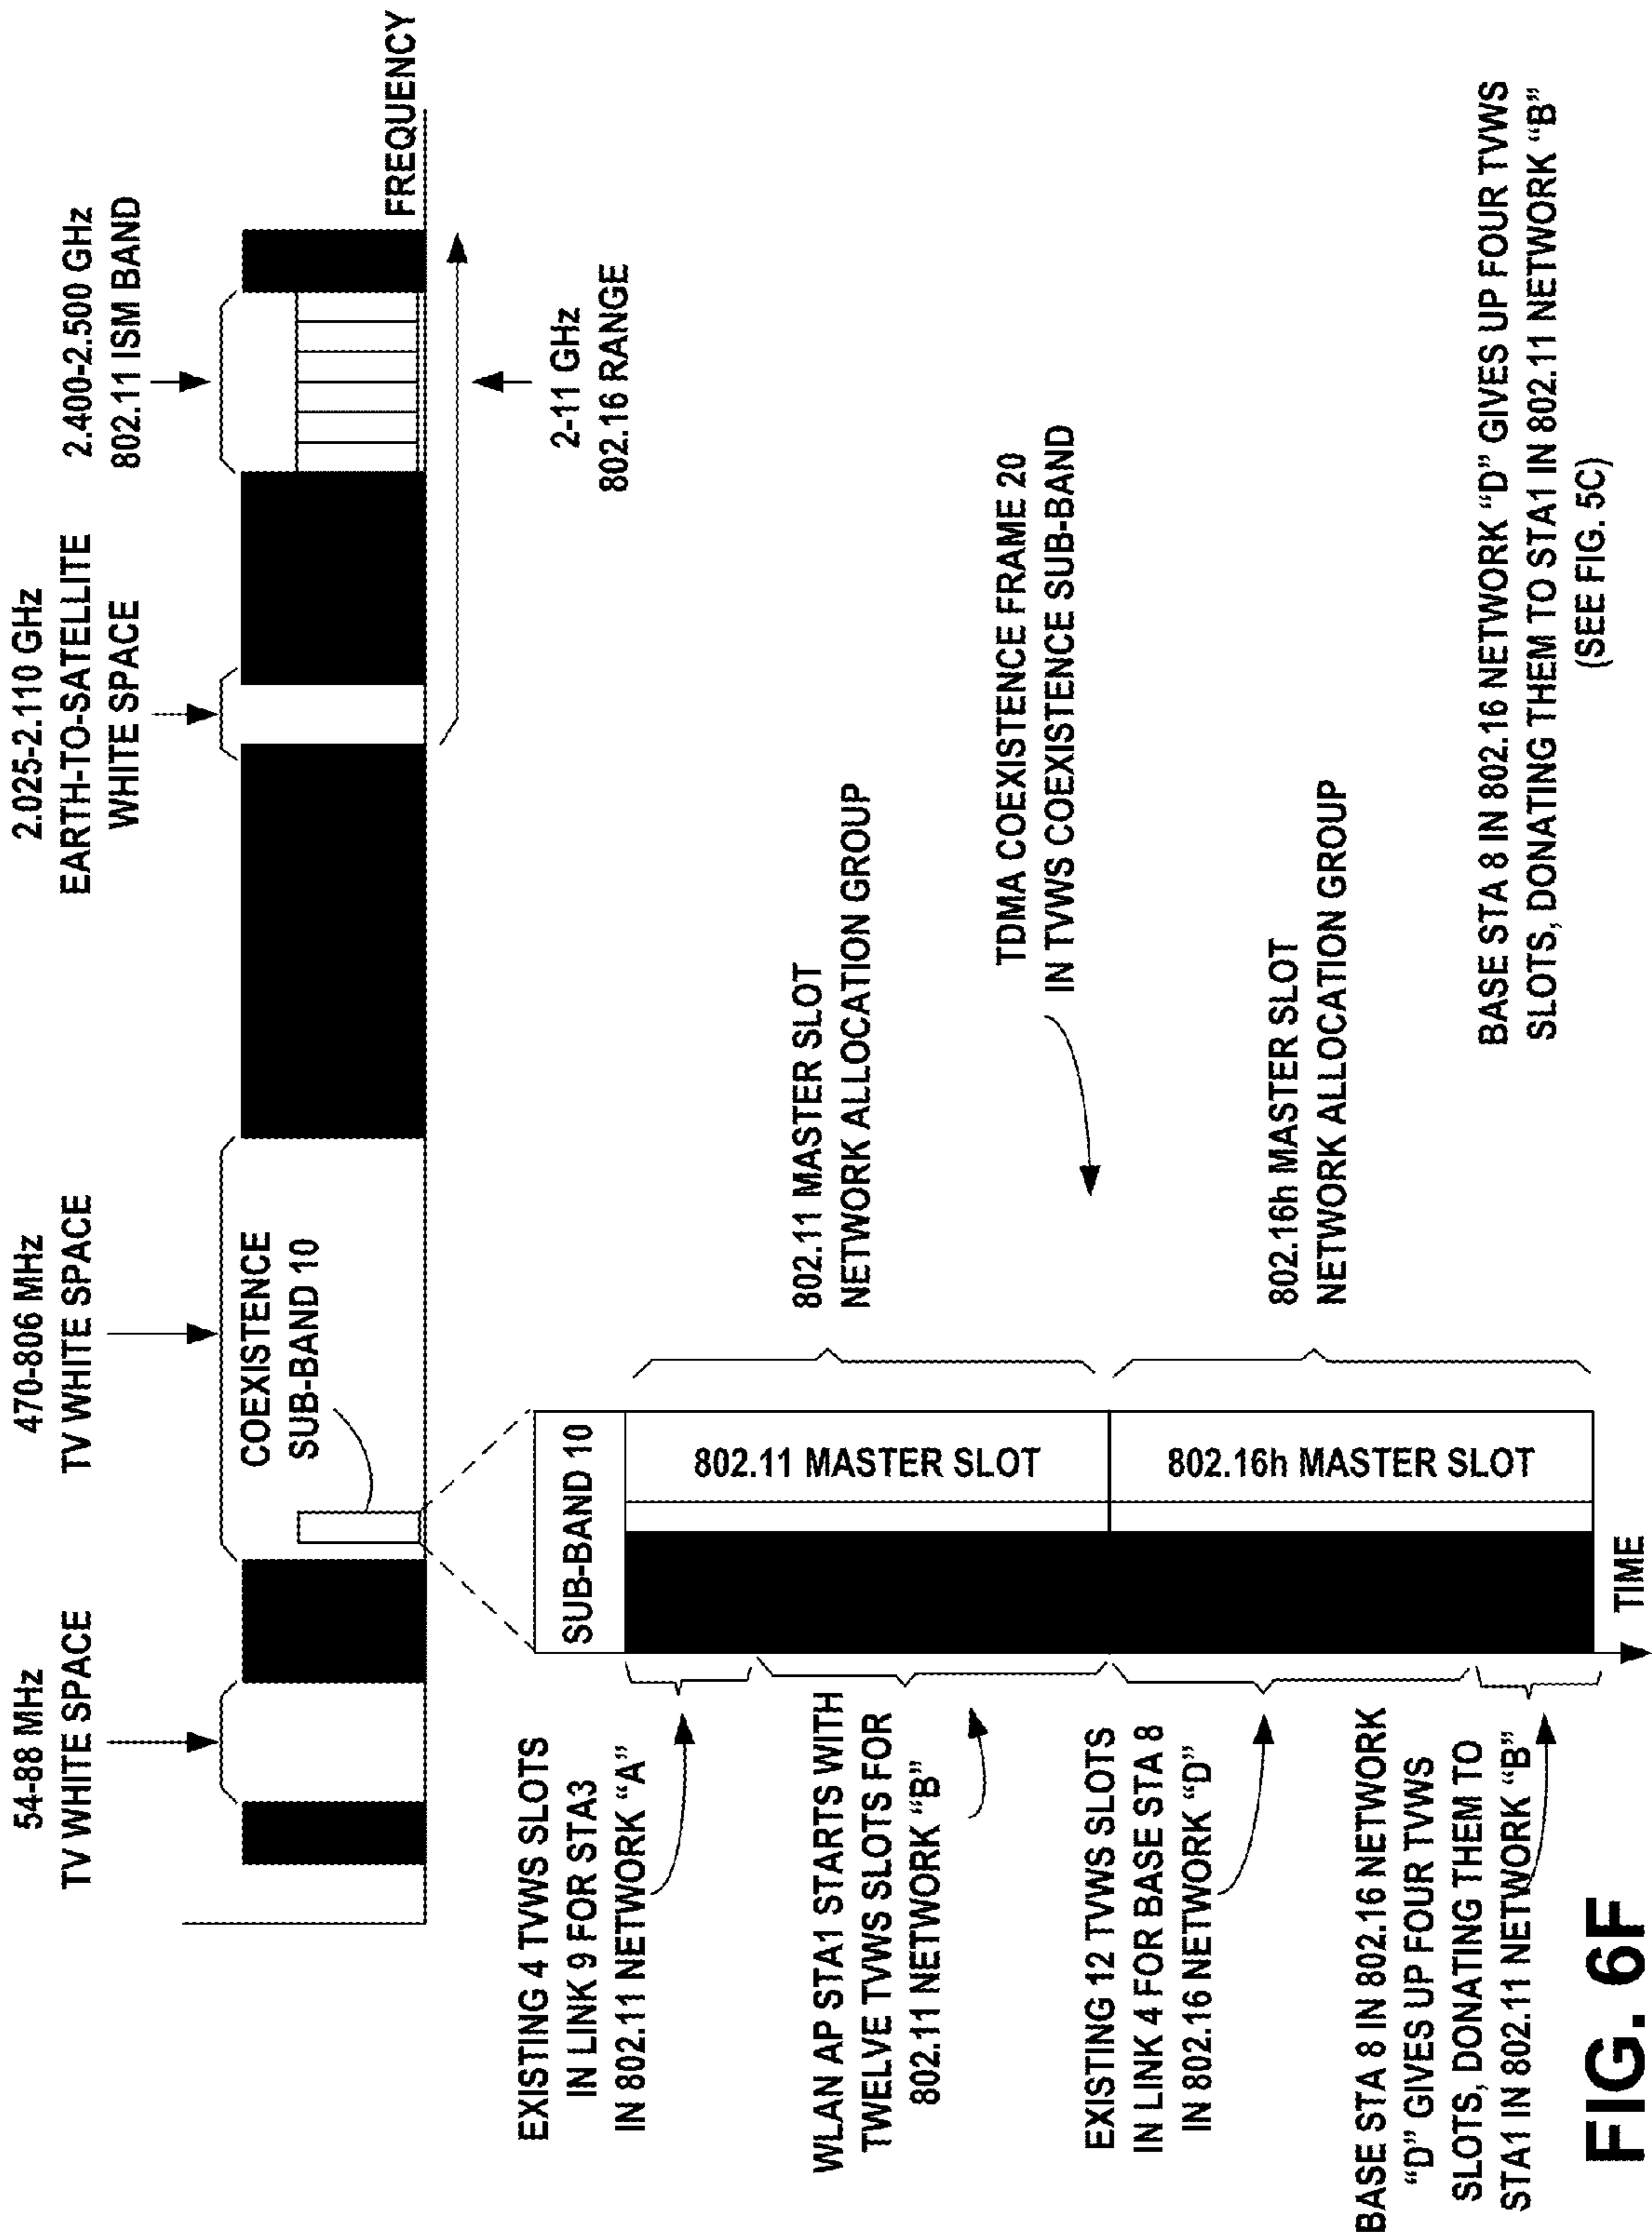 54-88 MHz
TV WHITE SPACE
470-806 MHz
TV WHITE SPACE
2.025-2.110 GHz
EARTH-TO-SATELLITE
WHITE SPACE
2.400-2.500 GHz
802.11 ISM BAND
COEXISTENCE
SUB-BAND 10
FREQUENCY
2-11 GHz
802.16 RANGE
SUB-BAND 10
EXISTING 4 TVWS SLOTS
IN LINK 9 FOR STA3
IN 802.11 NETWORK “A”
802.11 MASTER SLOT
802.11 MASTER SLOT
NETWORK ALLOCATION GROUP
WLAN AP STA1 STARTS WITH
TWELVE TVWS SLOTS FOR
802.11 NETWORK “B”
TDMA COEXISTENCE FRAME 20
IN TVWS COEXISTENCE SUB-BAND
EXISTING 12 TVWS SLOTS
IN LINK 4 FOR BASE STA 8
IN 802.16 NETWORK “D”
802.16h MASTER SLOT
802.16h MASTER SLOT
NETWORK ALLOCATION GROUP
BASE STA 8 IN 802.16 NETWORK
“D” GIVES UP FOUR TVWS
SLOTS, DONATING THEM TO
STA1 IN 802.11 NETWORK “B”
TIME
BASE STA 8 IN 802.16 NETWORK “D” GIVES UP FOUR TVWS
SLOTS, DONATING THEM TO STA1 IN 802.11 NETWORK “B”
(SEE FIG. 5C)
FIG. 6F